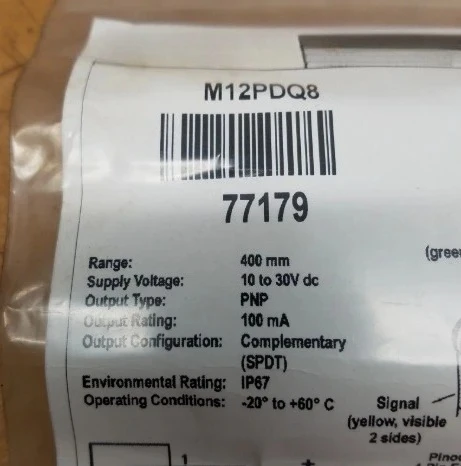 M12PDQ8
77179
Range: 400 mm
Supply Voltage: 10 to 30V dc
Output Type: PNP
Output Rating: 100 mA
Output Configuration: Complementary
(SPDT)
Environmental Rating: IP67
Operating Conditions: -20° to +60° C
(gree
Signal
(yellow, visible
2 sides)
1
+